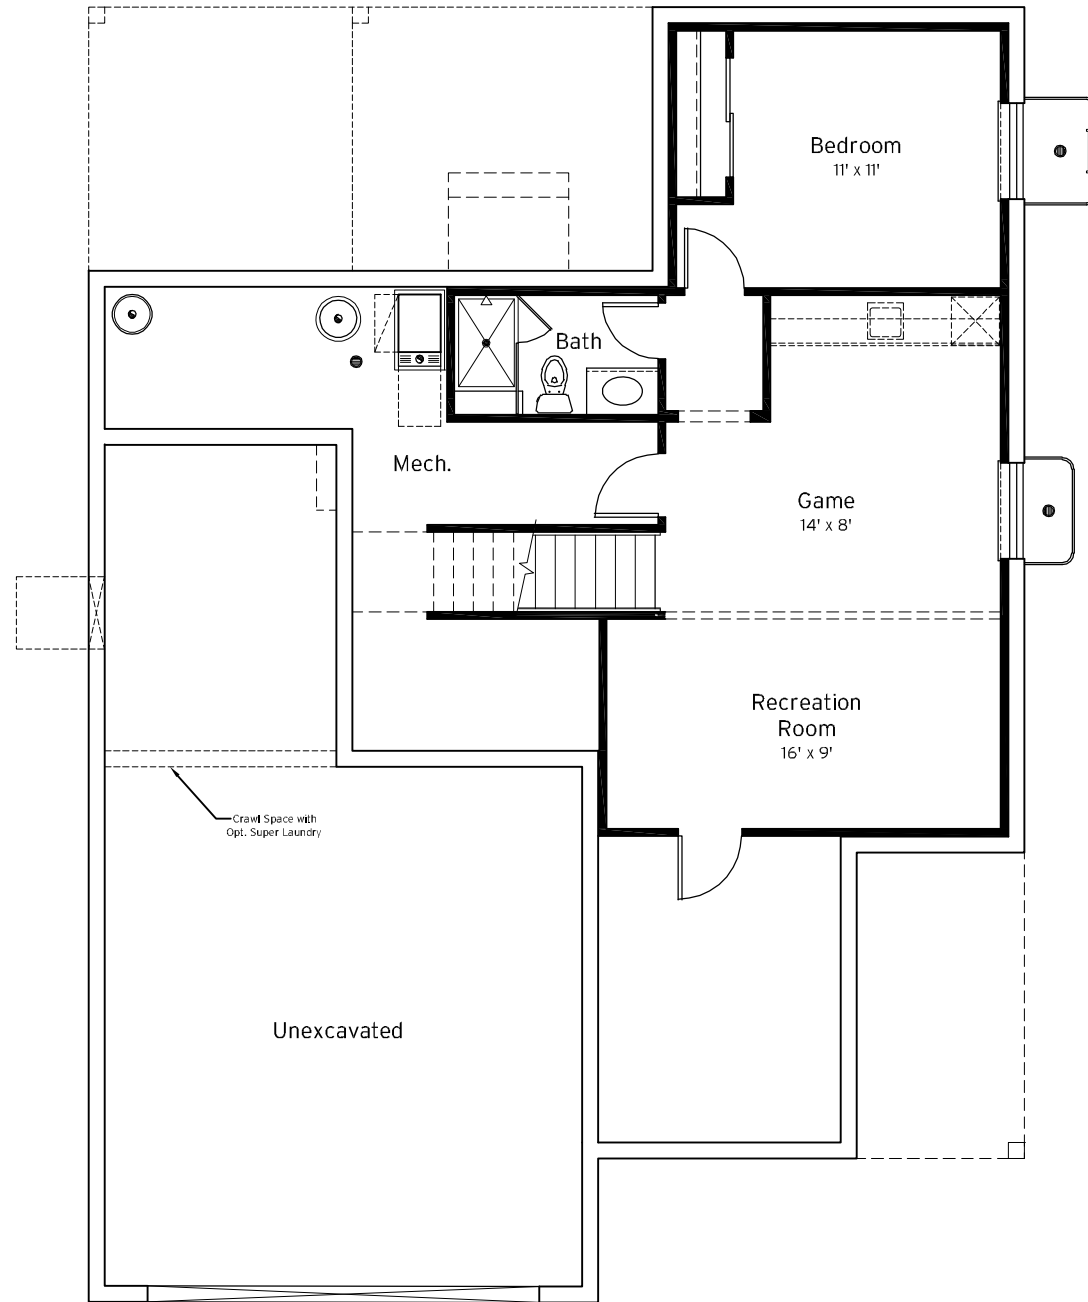 Bedroom
11' x 11'
Bath
Mech.
Game
14' x 8'
Recreation
Room
16' x 9'
Crawl Space with
Opt. Super Laundry
Unexcavated